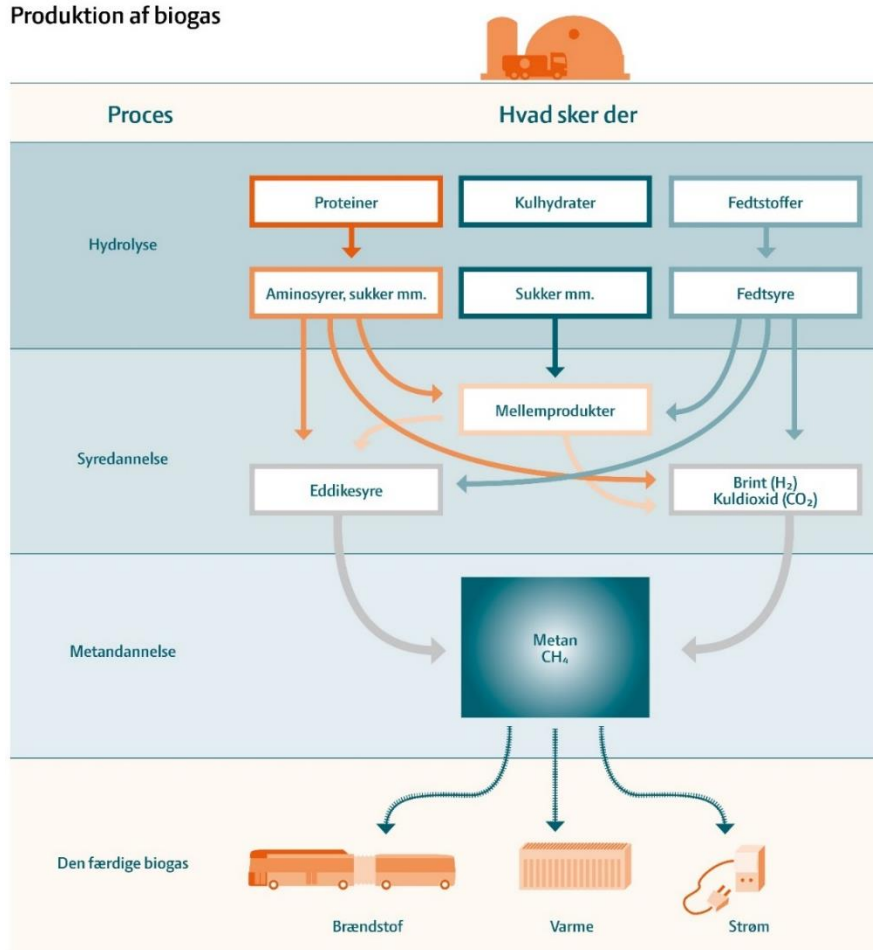 Produktion af biogas
Proces
Hvad sker der
Proteiner
Kulhydrater
Fedtstoffer
Hydrolyse
Aminosyrer, sukker mm.
Sukker mm.
Fedtsyre
Mellemprodukter
Syredannelse
Eddikesyre
Brint (H₂)
Kuldioxid (CO₂)
Metandannelse
Metan
CH₄
Den færdige biogas
Brændstof
Varme
Strøm